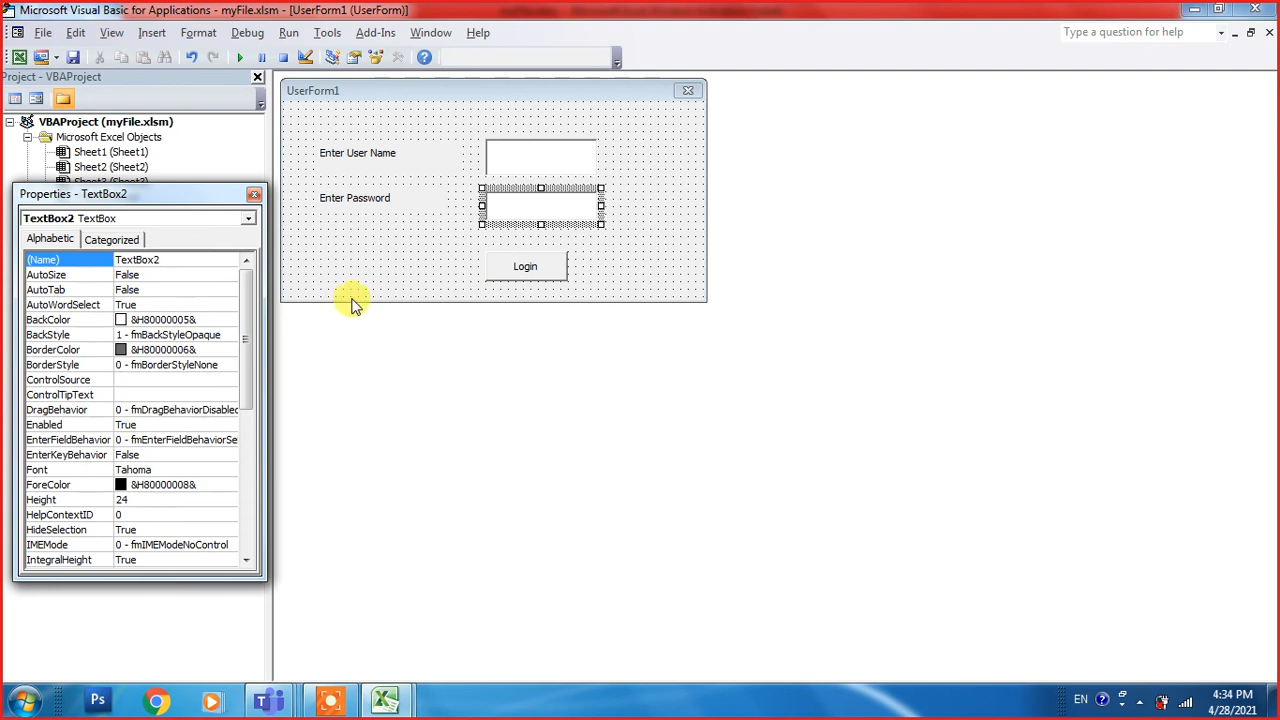 Microsoft Visual Basic for Applications - myFile.xlsm - [UserForm1 (UserForm)]
File Edit View Insert Format Debug Run Tools Add-Ins Window Help
Type a question for help
Project - VBAProject
UserForm1
VBAProject (myFile.xlsm)
Microsoft Excel Objects
Sheet1 (Sheet1)
Sheet2 (Sheet2)
Enter User Name
Enter Password
Login
Properties - TextBox2
TextBox2 TextBox
Alphabetic Categorized
(Name) TextBox2
AutoSize False
AutoTab False
AutoWordSelect True
BackColor &H80000005&
BackStyle 1 - fmBackStyleOpaque
BorderColor &H80000006&
BorderStyle 0 - fmBorderStyleNone
ControlSource
ControlTipText
DragBehavior 0 - fmDragBehaviorDisabled
Enabled True
EnterFieldBehavior 0 - fmEnterFieldBehaviorSe
EnterKeyBehavior False
Font Tahoma
ForeColor &H80000008&
Height 24
HelpContextID 0
HideSelection True
IMEMode 0 - fmIMEModeNoControl
IntegralHeight True
Ps
EN
4:34 PM
4/28/2021